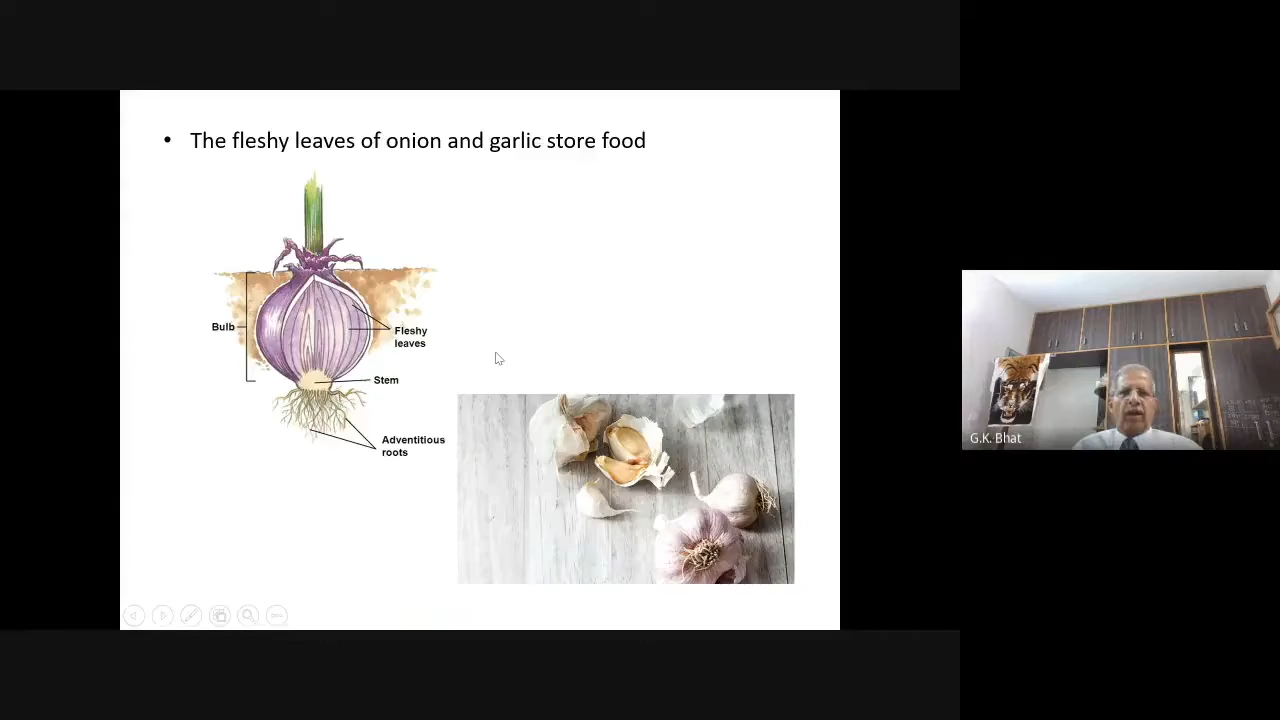 • The fleshy leaves of onion and garlic store food
Bulb
Fleshy
leaves
Stem
Adventitious
roots
G.K. Bhat